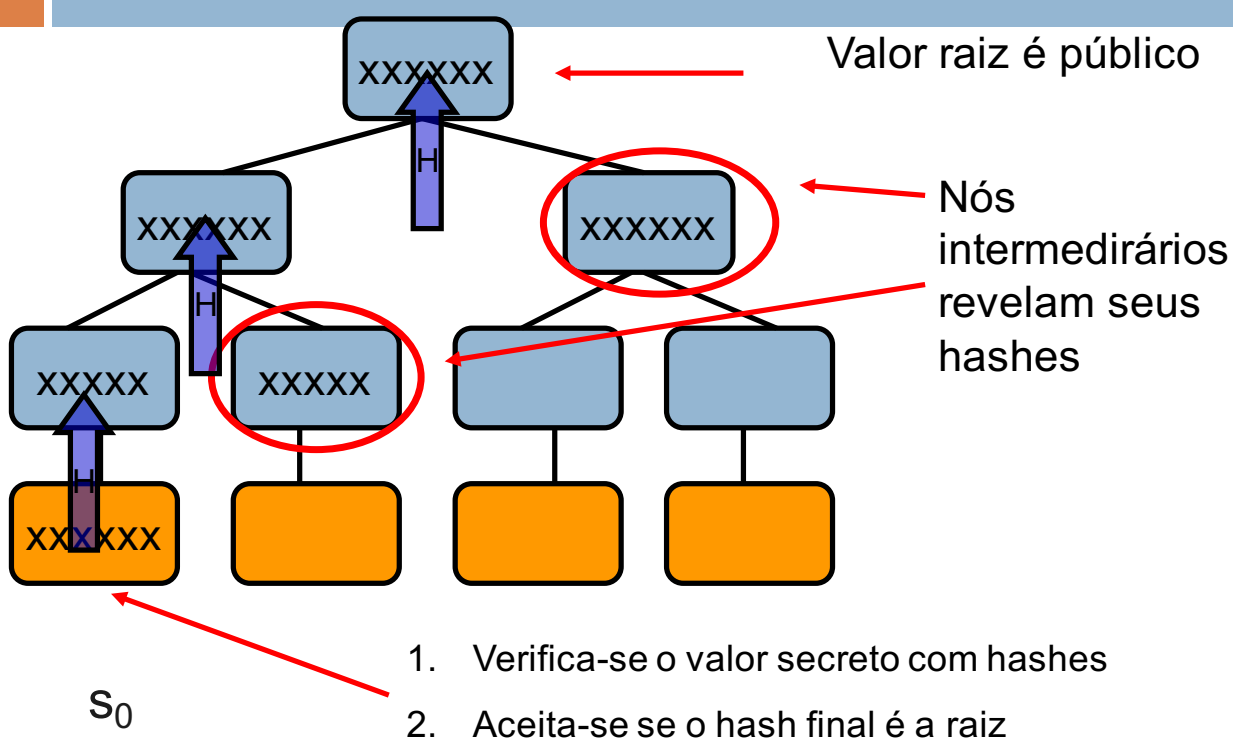 xxxxxx
Valor raiz é público
H
xxxxxx
xxxxxx
Nós
intermedirários
revelam seus
hashes
H
xxxxx
xxxxx
H
xxxxxx
1. Verifica-se o valor secreto com hashes
s₀
2. Aceita-se se o hash final é a raiz